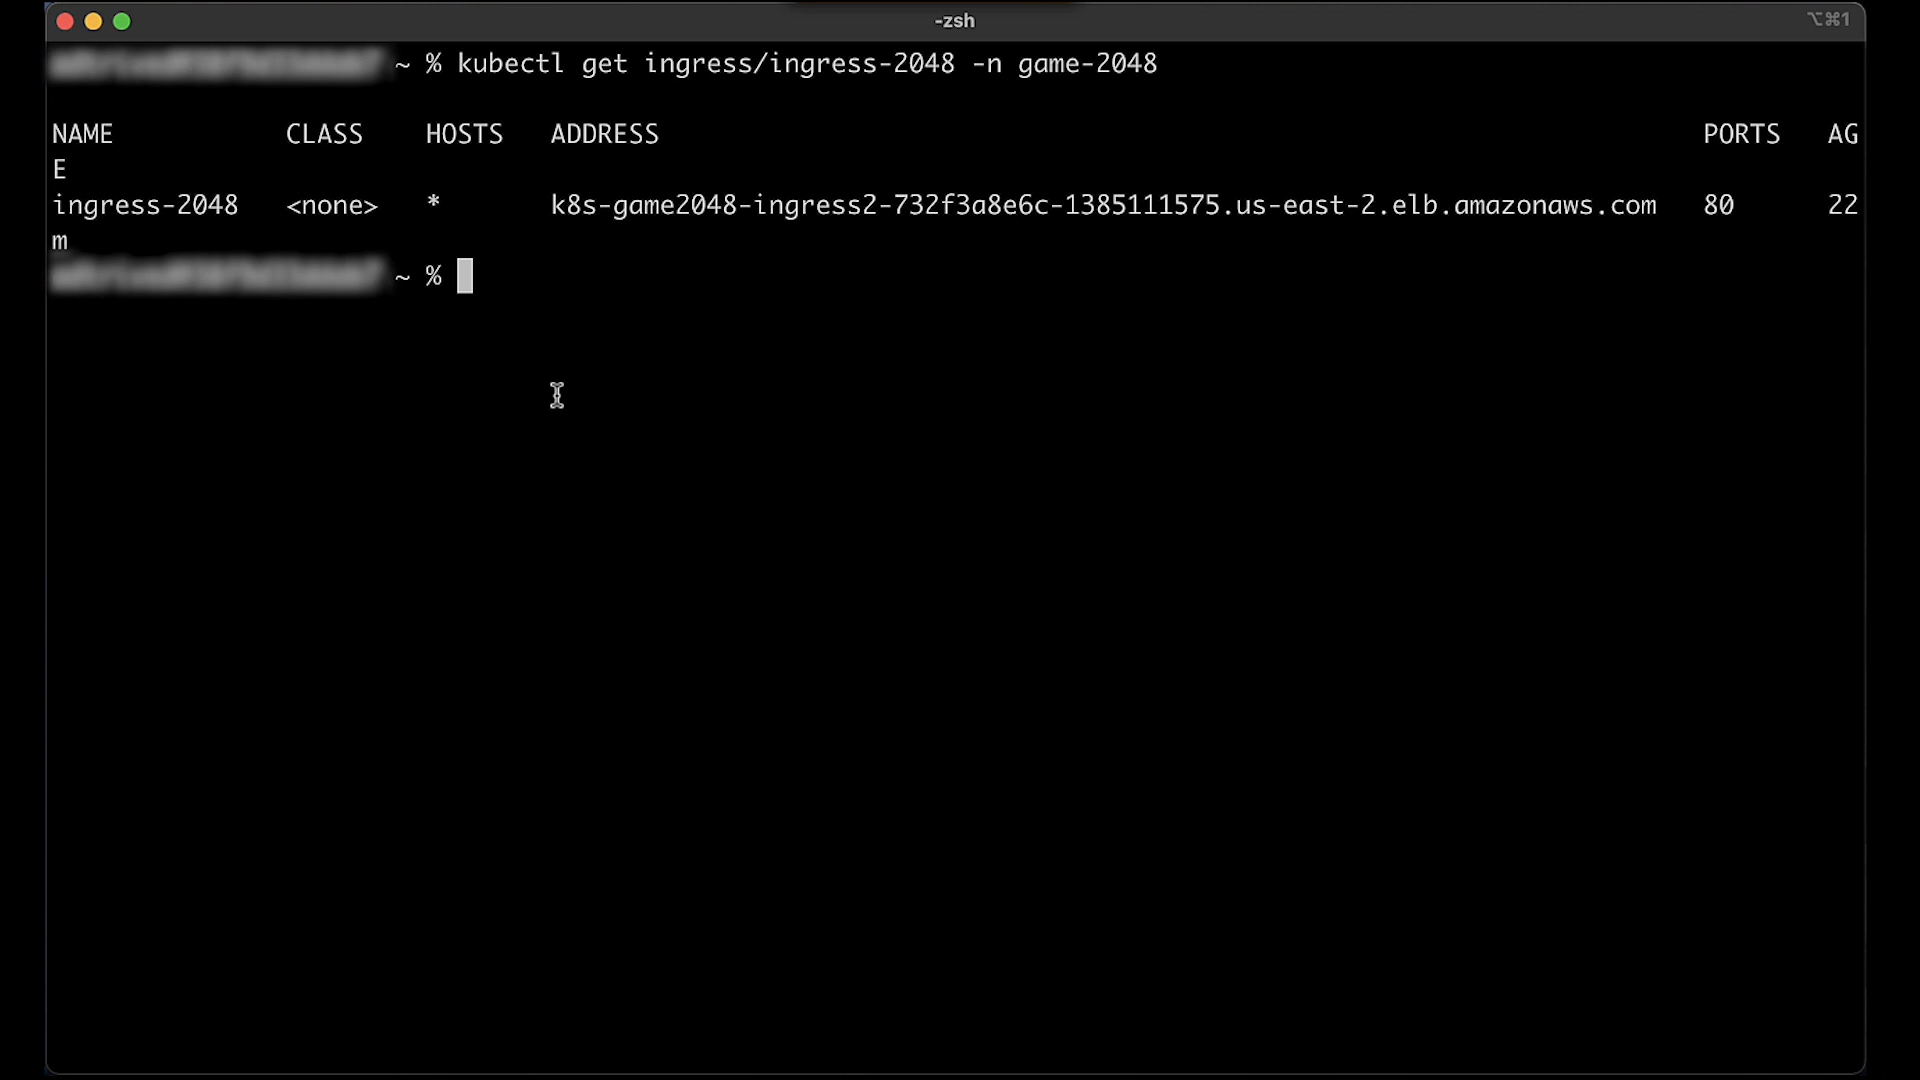 -zsh ⌥⌘1
~ % kubectl get ingress/ingress-2048 -n game-2048
NAME CLASS HOSTS ADDRESS PORTS AG
E
ingress-2048 <none> * k8s-game2048-ingress2-732f3a8e6c-1385111575.us-east-2.elb.amazonaws.com 80 22
m
~ %